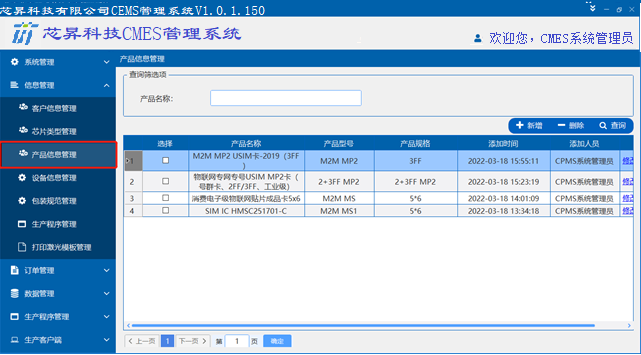 芯昇科技有限公司CEMS管理系统V1.0.1.150
芯昇科技CMES管理系统
欢迎您，CMES系统管理员
系统管理
信息管理
客户信息管理
芯片类型管理
产品信息管理
设备信息管理
包装规范管理
生产程序管理
打印激光模板管理
订单管理
数据管理
生产程序管理
生产客户端
产品信息管理
查询筛选项
产品名称：
新增 删除 查询
选择 产品名称 产品型号 产品规格 添加时间 添加人员
1 M2M MP2 USIM卡-2019（3FF） M2M MP2 3FF 2022-03-18 15:55:11 CPMS系统管理员 修改
2 物联网专网专号USIM MP2卡（号群卡、2FF/3FF、工业级） 2+3FF MP2 2+3FF MP2 2022-03-18 15:23:19 CPMS系统管理员 修改
3 消费电子级物联网贴片成品卡5x6 M2M MS 5*6 2022-03-18 14:01:09 CPMS系统管理员 修改
4 SIM IC HMSC251701-C M2M MS1 5*6 2022-03-18 13:34:18 CPMS系统管理员 修改
上一页 1 下一页 第 1 页 确定